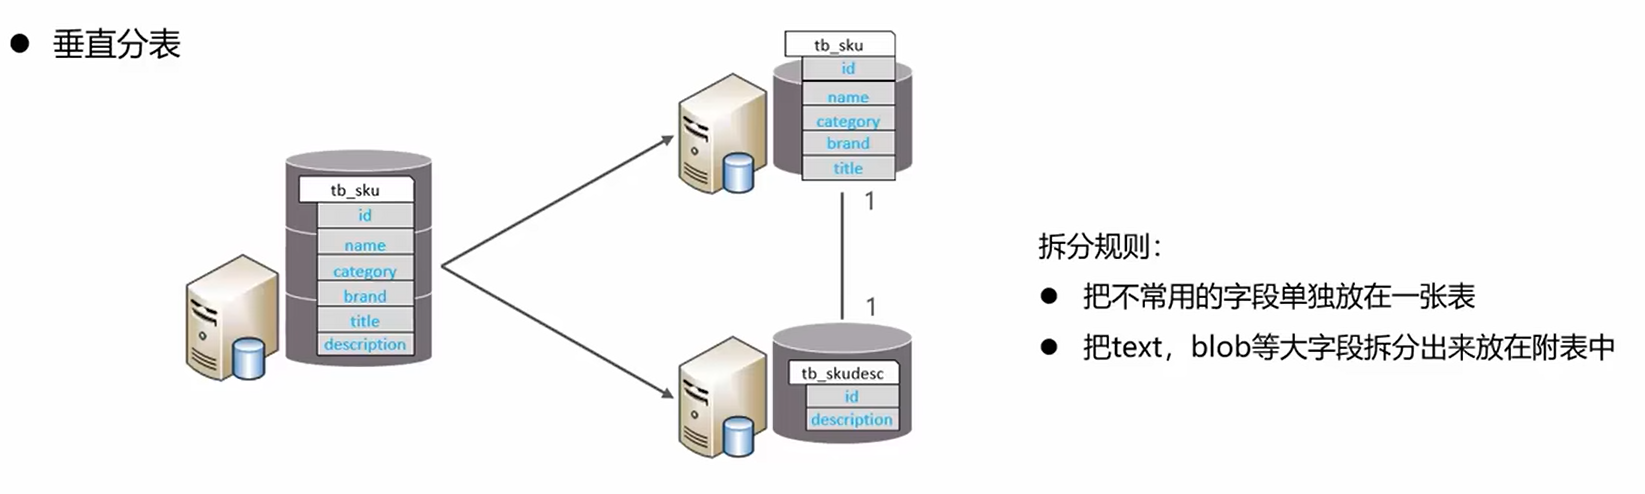 ● 垂直分表
tb_sku
id
name
category
brand
title
description
tb_sku
id
name
category
brand
title
1
1
tb_skudesc
id
description
拆分规则：
● 把不常用的字段单独放在一张表
● 把text，blob等大字段拆分出来放在附表中